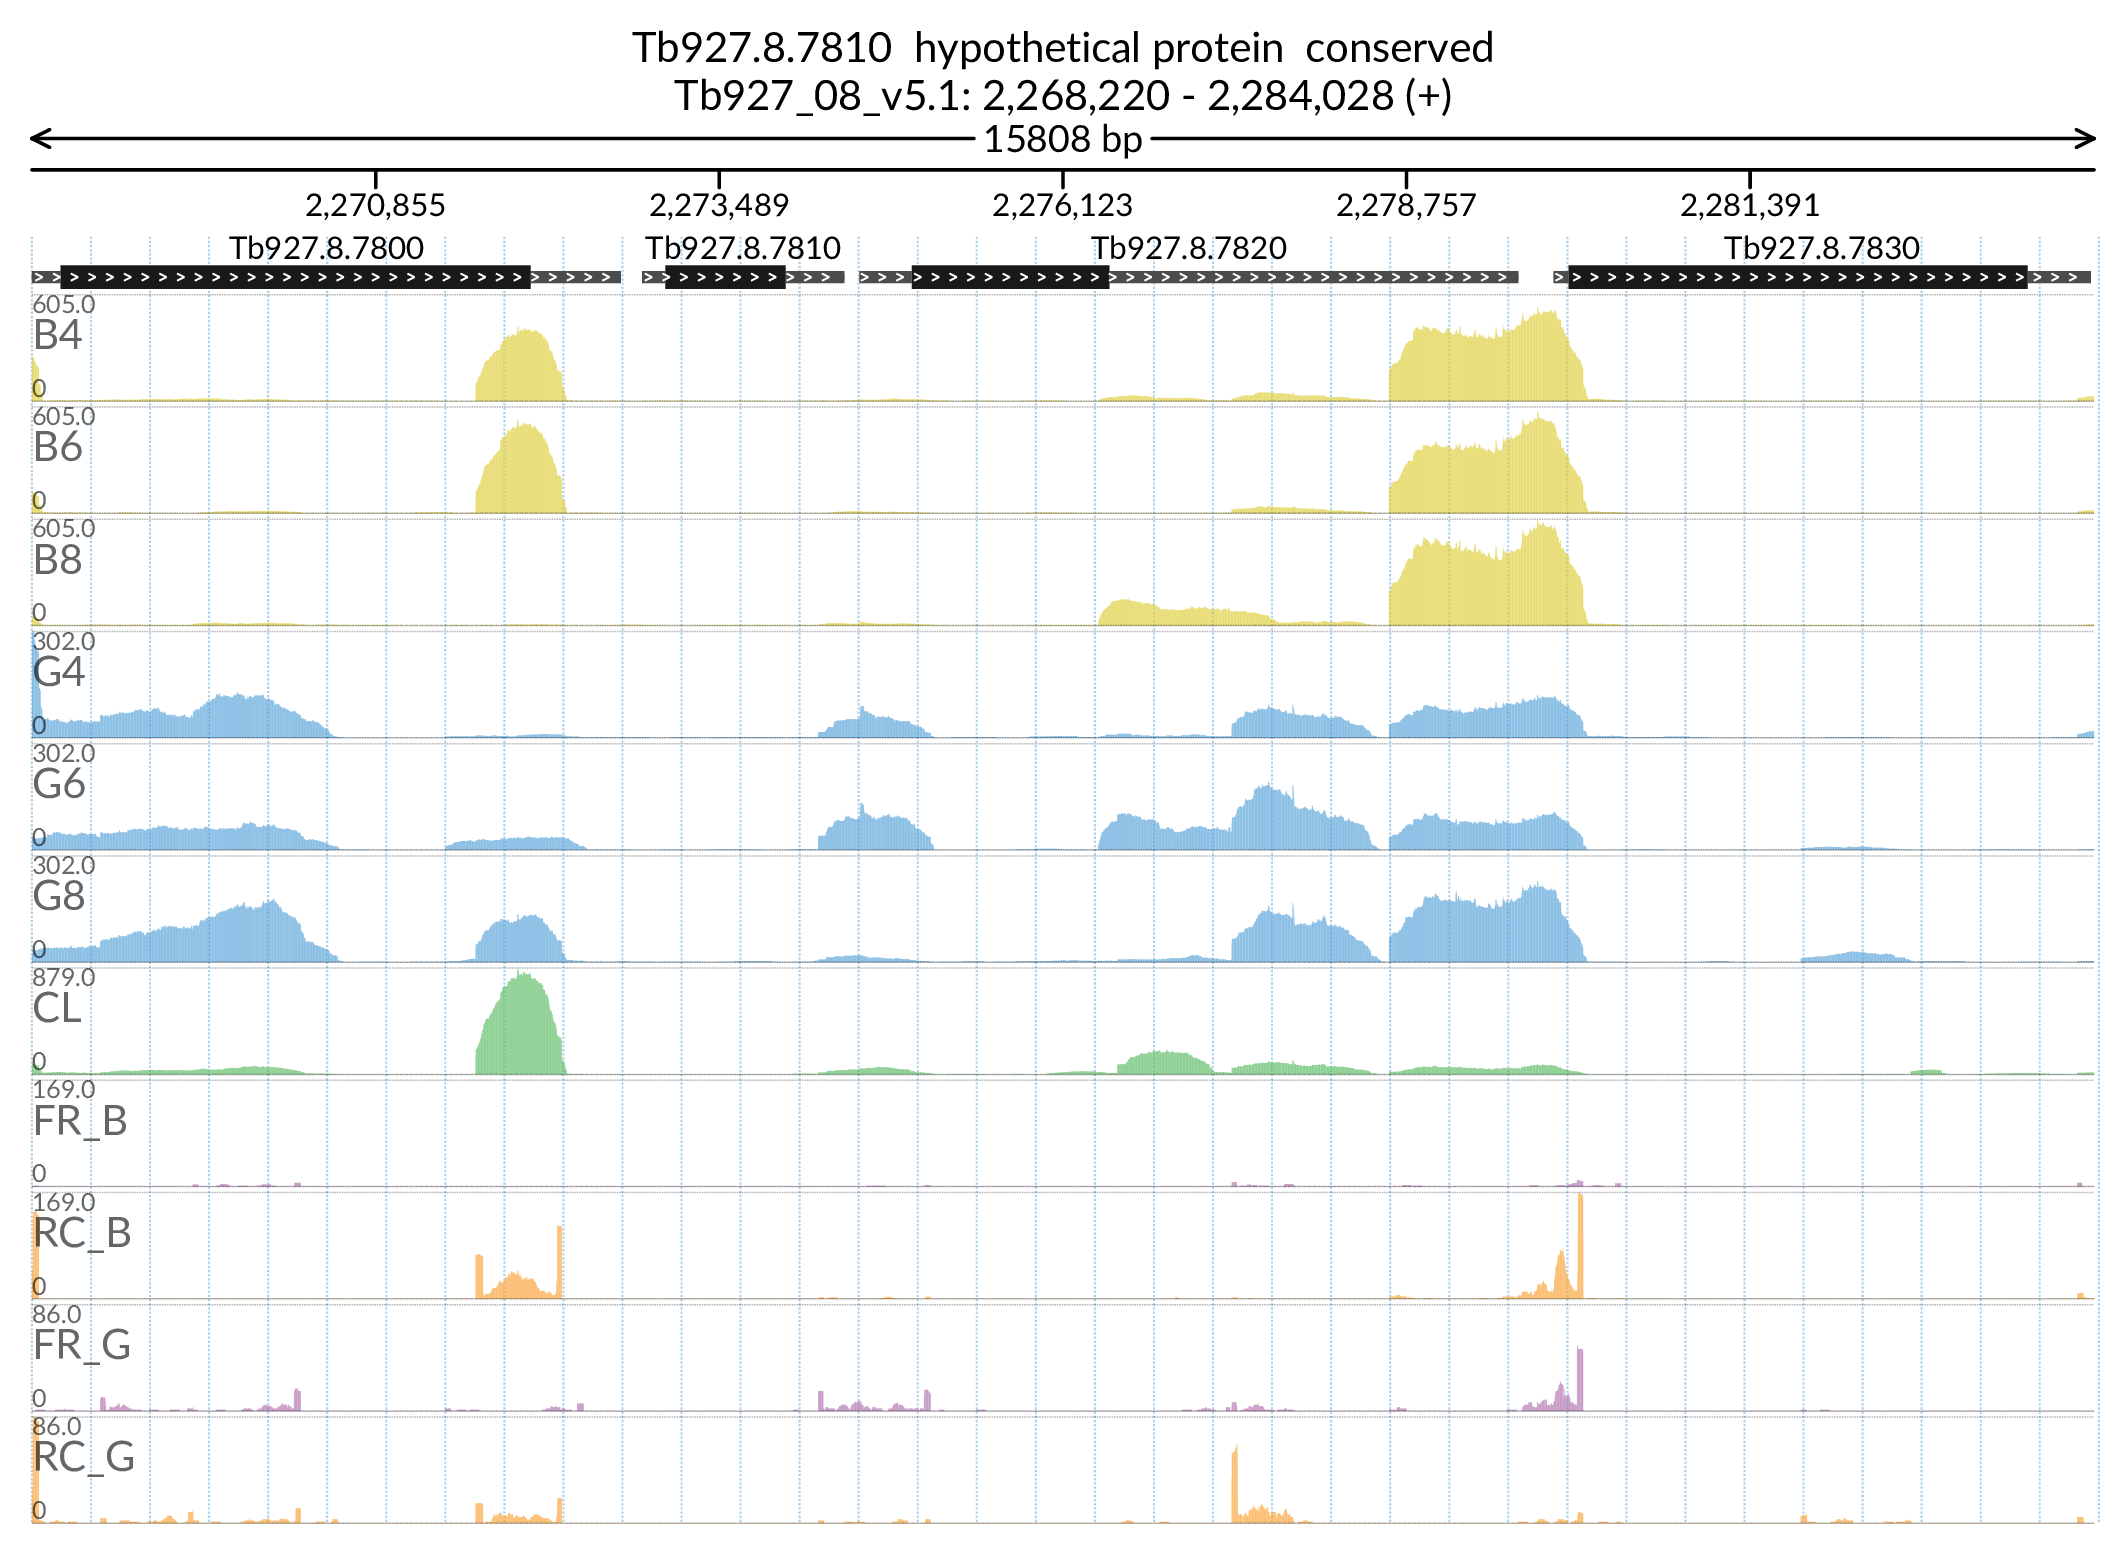 Tb927.8.7810 hypothetical protein conserved
Tb927_08_v5.1: 2,268,220 - 2,284,028 (+)
15808 bp
2,270,855 2,273,489 2,276,123 2,278,757 2,281,391
Tb927.8.7800 Tb927.8.7810 Tb927.8.7820 Tb927.8.7830
605.0
B4
0
605.0
B6
0
605.0
B8
0
302.0
G4
0
302.0
G6
0
302.0
G8
0
879.0
CL
0
169.0
FR_B
0
169.0
RC_B
0
86.0
FR_G
0
86.0
RC_G
0